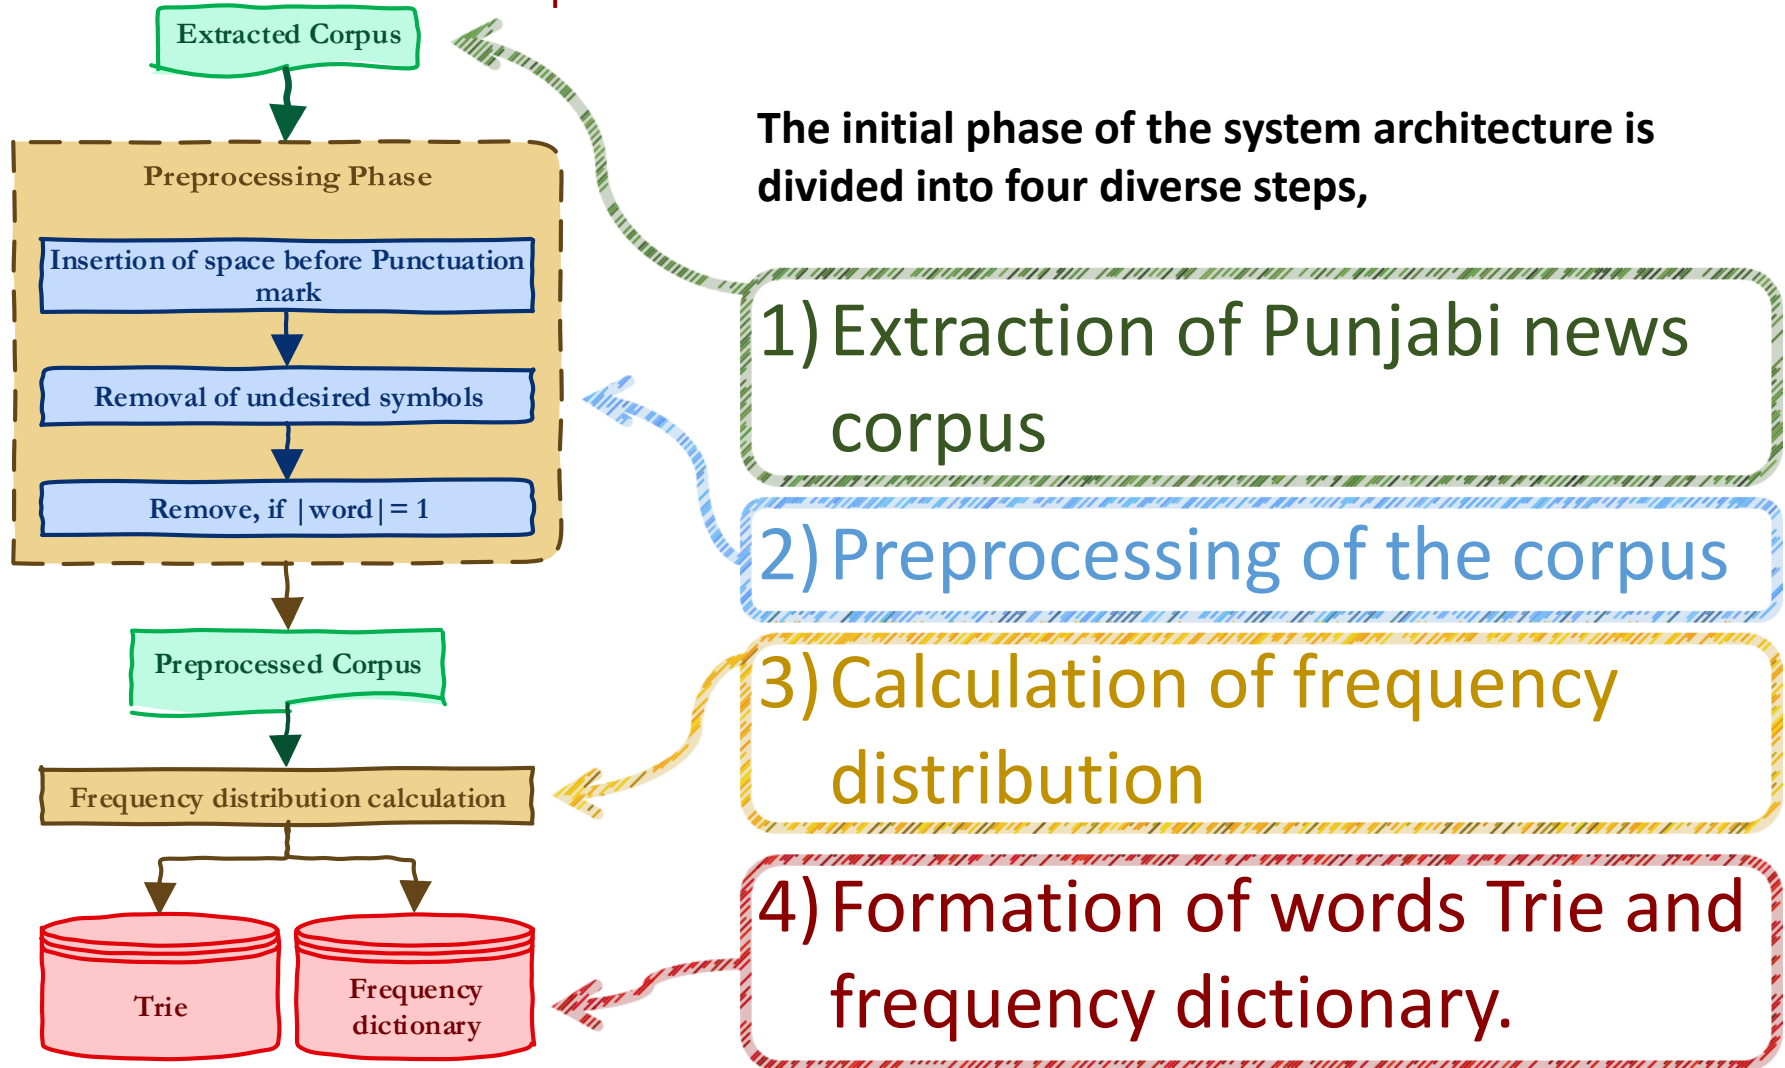 Extracted Corpus
Preprocessing Phase
Insertion of space before Punctuation
mark
Removal of undesired symbols
Remove, if |word|= 1
Preprocessed Corpus
Frequency distribution calculation
Trie
Frequency
dictionary
The initial phase of the system architecture is
divided into four diverse steps,
1) Extraction of Punjabi news
corpus
2) Preprocessing of the corpus
3) Calculation of frequency
distribution
4) Formation of words Trie and
frequency dictionary.